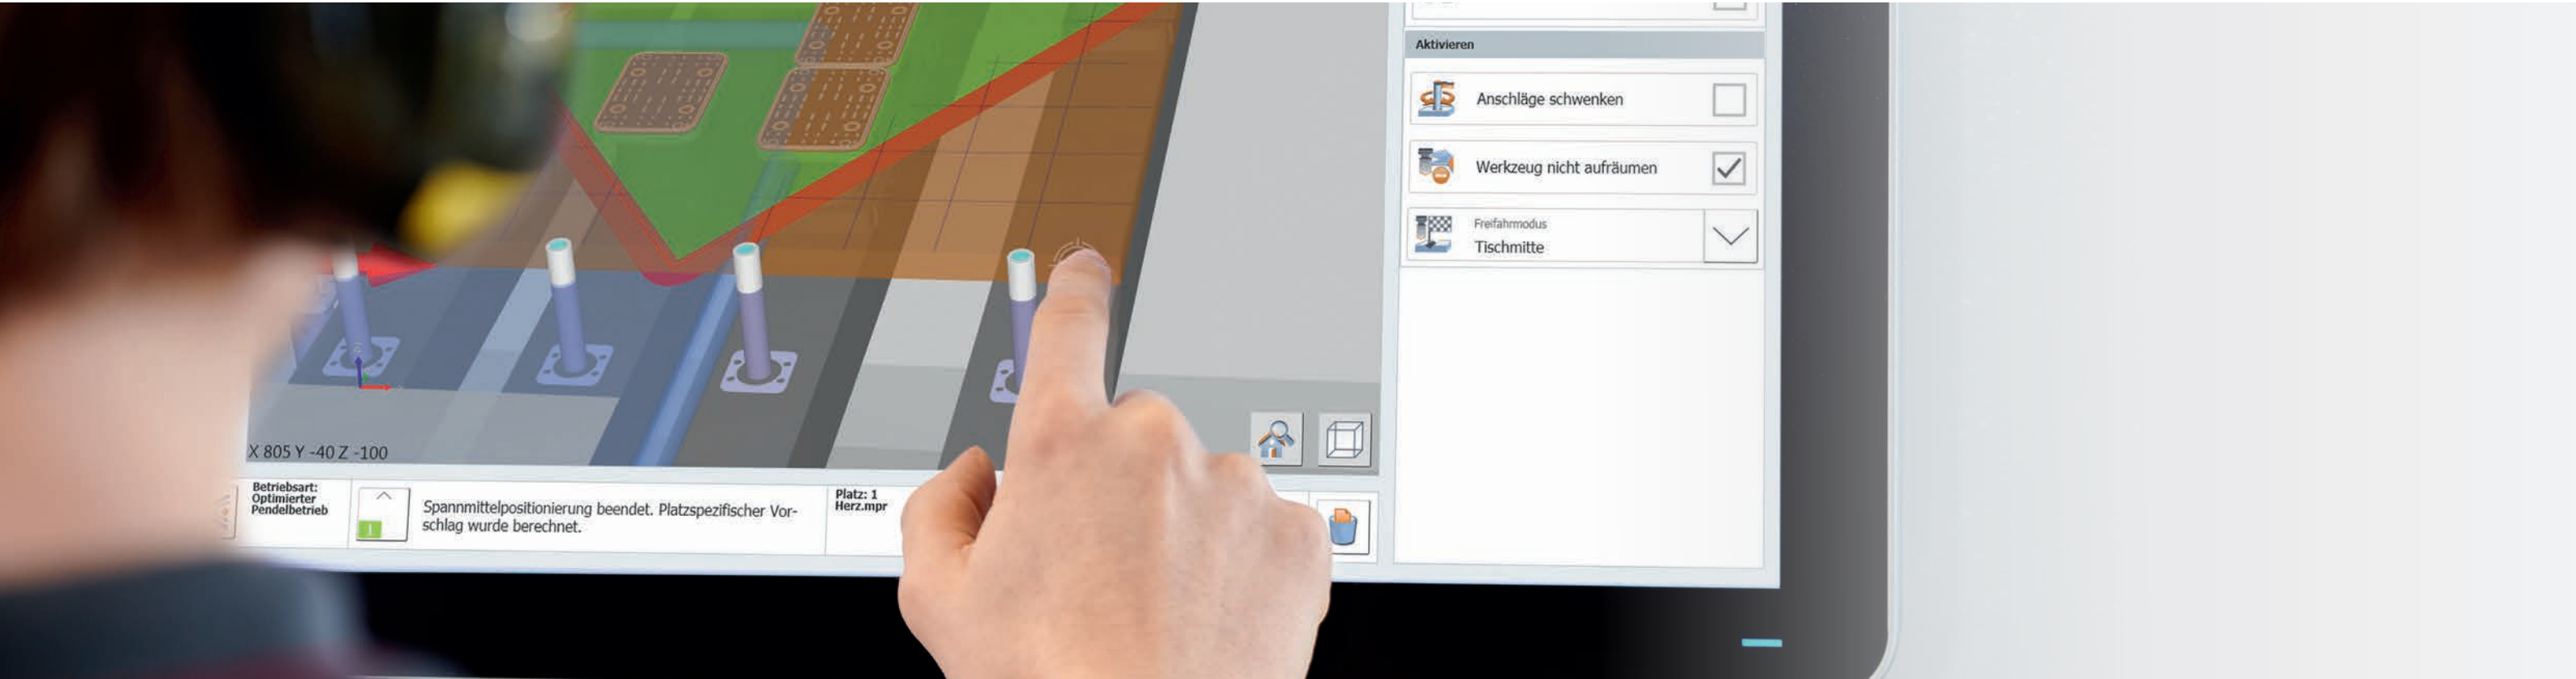 Aktivieren
Anschläge schwenken
Werkzeug nicht aufräumen
Freifahrmodus
Tischmitte
X 805 Y -40 Z -100
Betriebsart:
Optimierter
Pendelbetrieb
Spannmittelpositionierung beendet. Platzspezifischer Vor-
schlag wurde berechnet.
Platz: 1
Herz.mpr